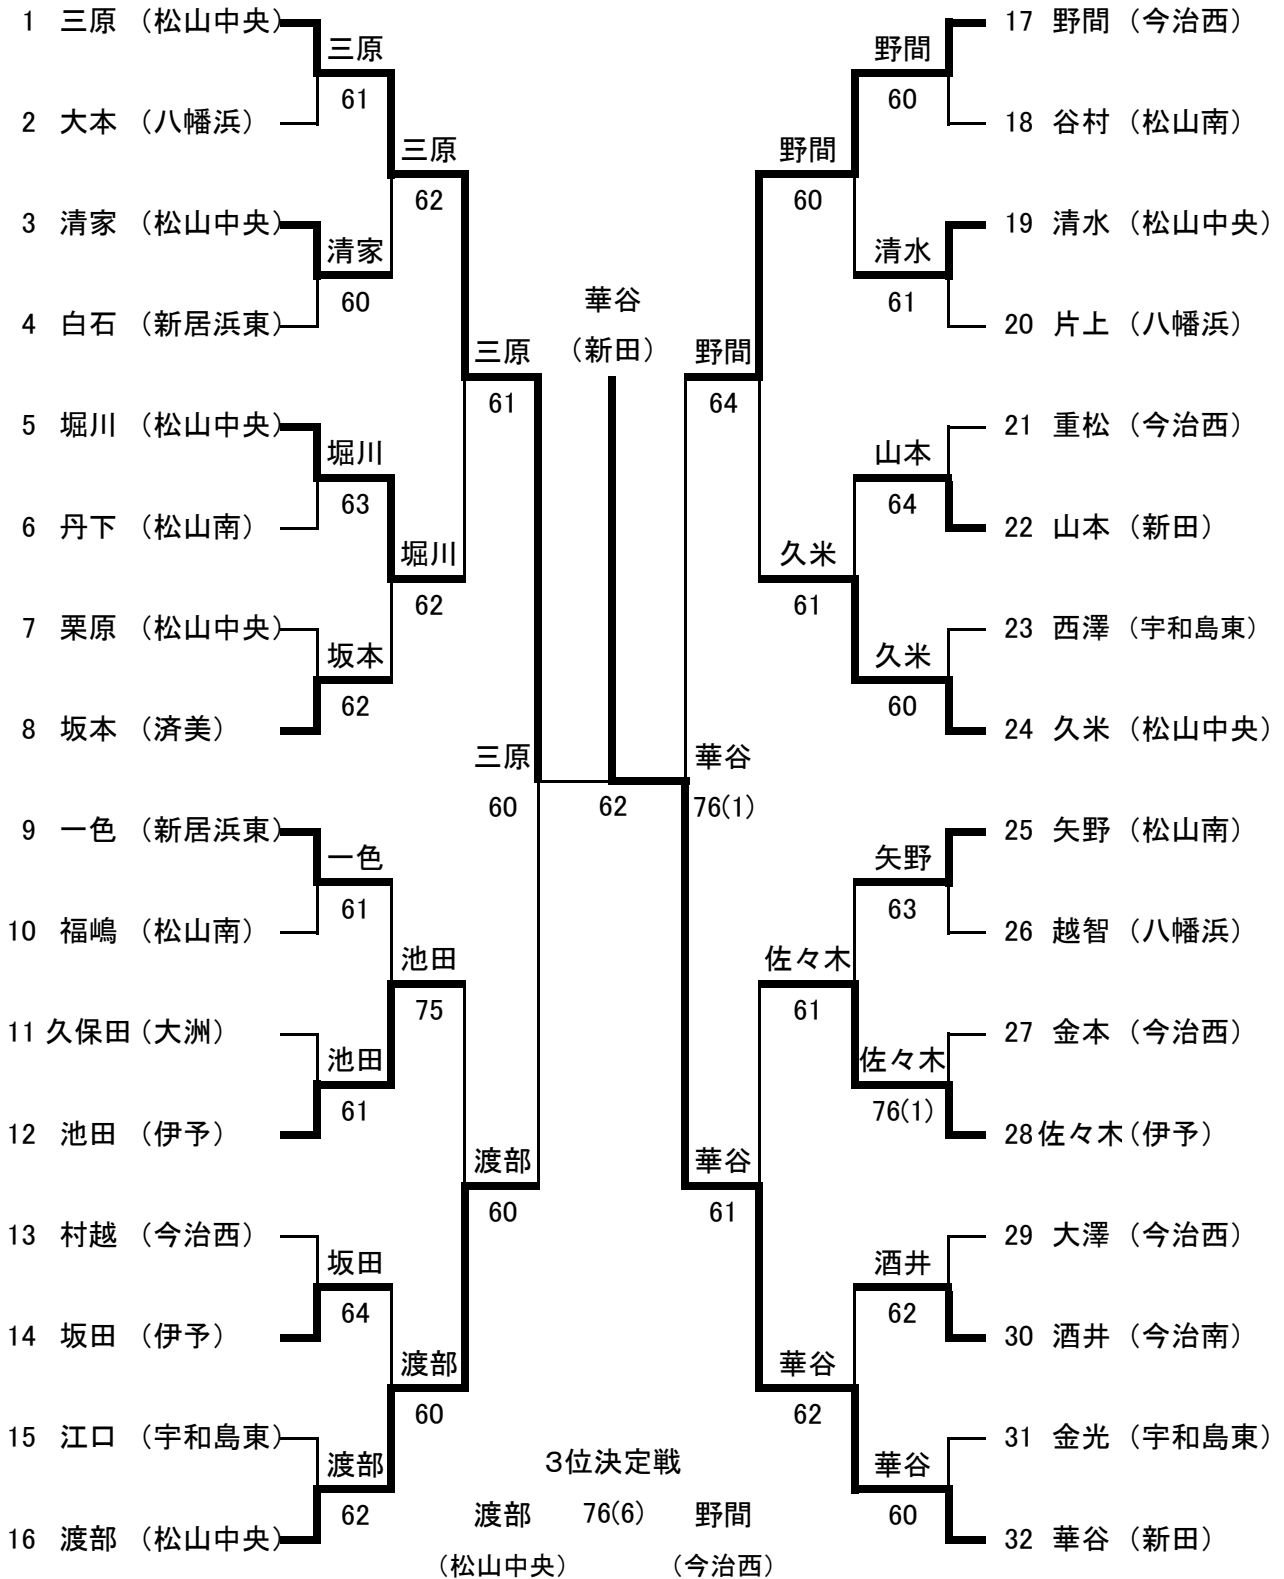 1 三原 （松山中央）
三原
61
2 大本 （八幡浜）
三原
62
3 清家 （松山中央）
清家
60
4 白石 （新居浜東）
三原
61
5 堀川 （松山中央）
堀川
63
6 丹下 （松山南）
堀川
62
7 栗原 （松山中央）
坂本
62
8 坂本 （済美）
三原
60
9 一色 （新居浜東）
一色
61
10 福嶋 （松山南）
池田
75
11 久保田 （大洲）
池田
61
12 池田 （伊予）
渡部
60
13 村越 （今治西）
坂田
64
14 坂田 （伊予）
渡部
60
15 江口 （宇和島東）
渡部
62
16 渡部 （松山中央）
華谷
（新田）
62
17 野間 （今治西）
野間
60
18 谷村 （松山南）
野間
60
19 清水 （松山中央）
清水
61
20 片上 （八幡浜）
野間
64
21 重松 （今治西）
山本
64
22 山本 （新田）
久米
61
23 西澤 （宇和島東）
久米
60
24 久米 （松山中央）
華谷
76(1)
25 矢野 （松山南）
矢野
63
26 越智 （八幡浜）
佐々木
61
27 金本 （今治西）
佐々木
76(1)
28 佐々木 （伊予）
華谷
61
29 大澤 （今治西）
酒井
62
30 酒井 （今治南）
華谷
62
31 金光 （宇和島東）
華谷
60
32 華谷 （新田）
3位決定戦
渡部 76(6) 野間
（松山中央） （今治西）